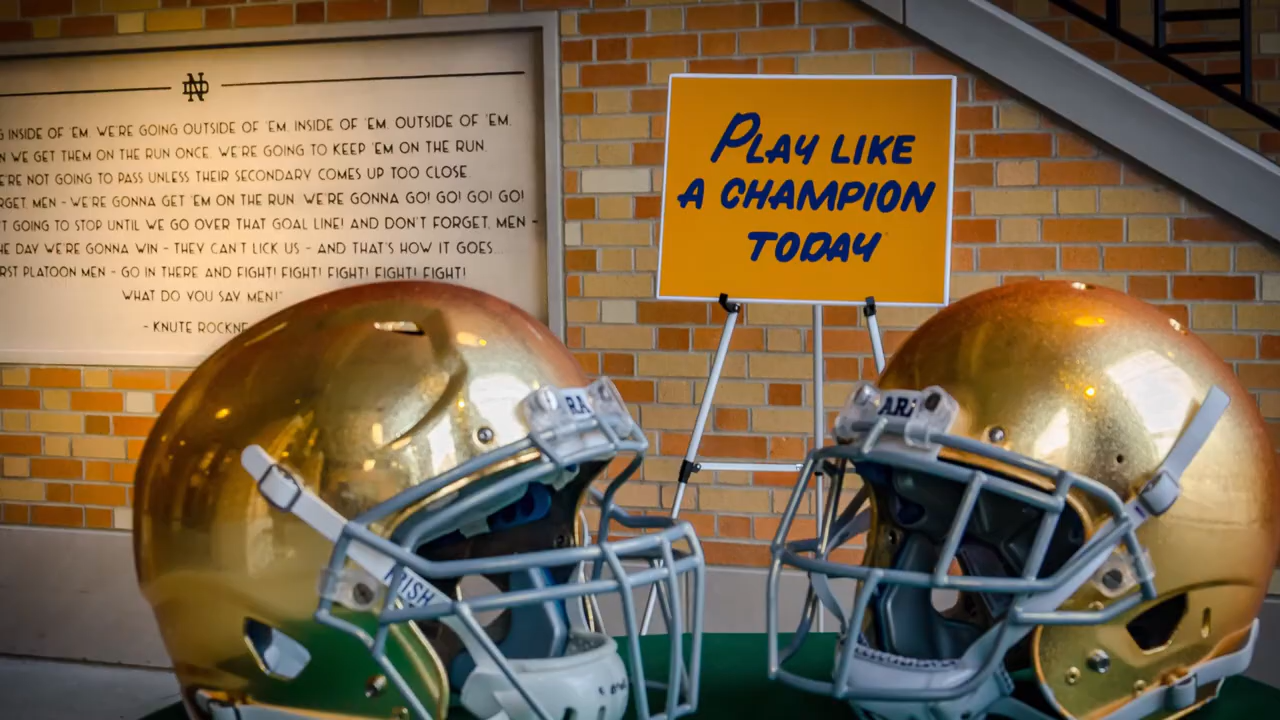 ND
INSIDE OF 'EM, WE'RE GOING OUTSIDE OF 'EM. INSIDE OF 'EM, OUTSIDE OF 'EM,
WE GET THEM ON THE RUN ONCE, WE'RE GOING TO KEEP 'EM ON THE RUN.
NOT GOING TO PASS UNLESS THEIR SECONDARY COMES UP TOO CLOSE.
MEN - WE'RE GONNA GET 'EM ON THE RUN. WE'RE GONNA GO! GO! GO! GO!
GOING TO STOP UNTIL WE GO OVER THAT GOAL LINE! AND DON'T FORGET, MEN -
DAY WE'RE GONNA WIN - THEY CAN'T LICK US - AND THAT'S HOW IT GOES...
PLATOON MEN - GO IN THERE AND FIGHT! FIGHT! FIGHT! FIGHT! FIGHT!
WHAT DO YOU SAY MEN!"
- KNUTE ROCKNE
PLAY LIKE
A CHAMPION
TODAY
IRISH